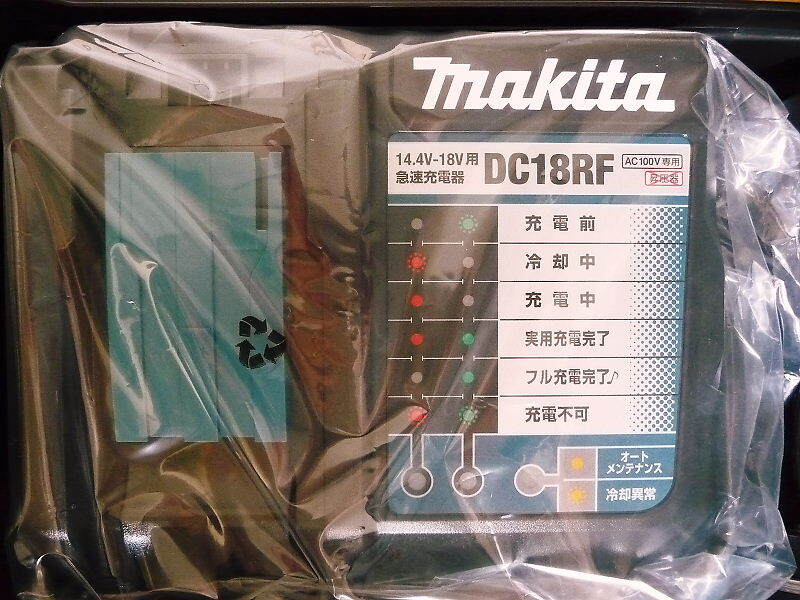 makita
14.4V-18V用
急速充電器
DC18RF
AC100V専用
昇圧器
充電前
冷却中
充電中
実用充電完了
フル充電完了♪
充電不可
オート
メンテナンス
冷却異常